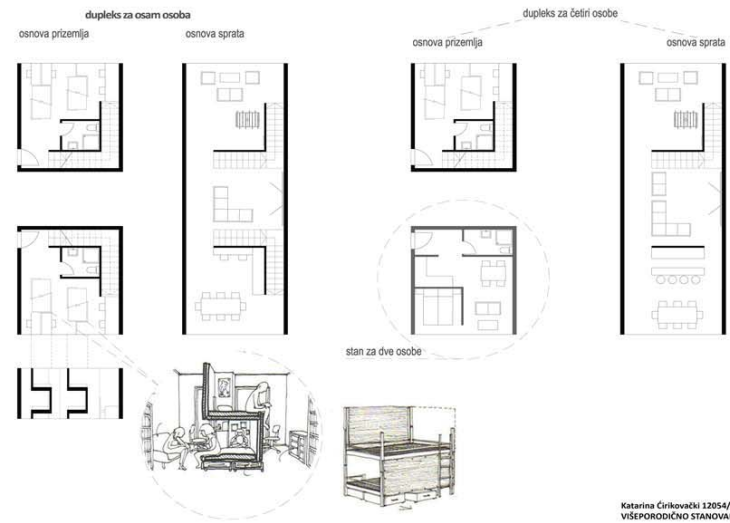 dupleks za osam osoba
osnova prizemlja
osnova sprata
dupleks za četiri osobe
osnova prizemlja
osnova sprata
stan za dve osobe
Katarina Ćirikovački 12054/
VIŠEPORODIČNO